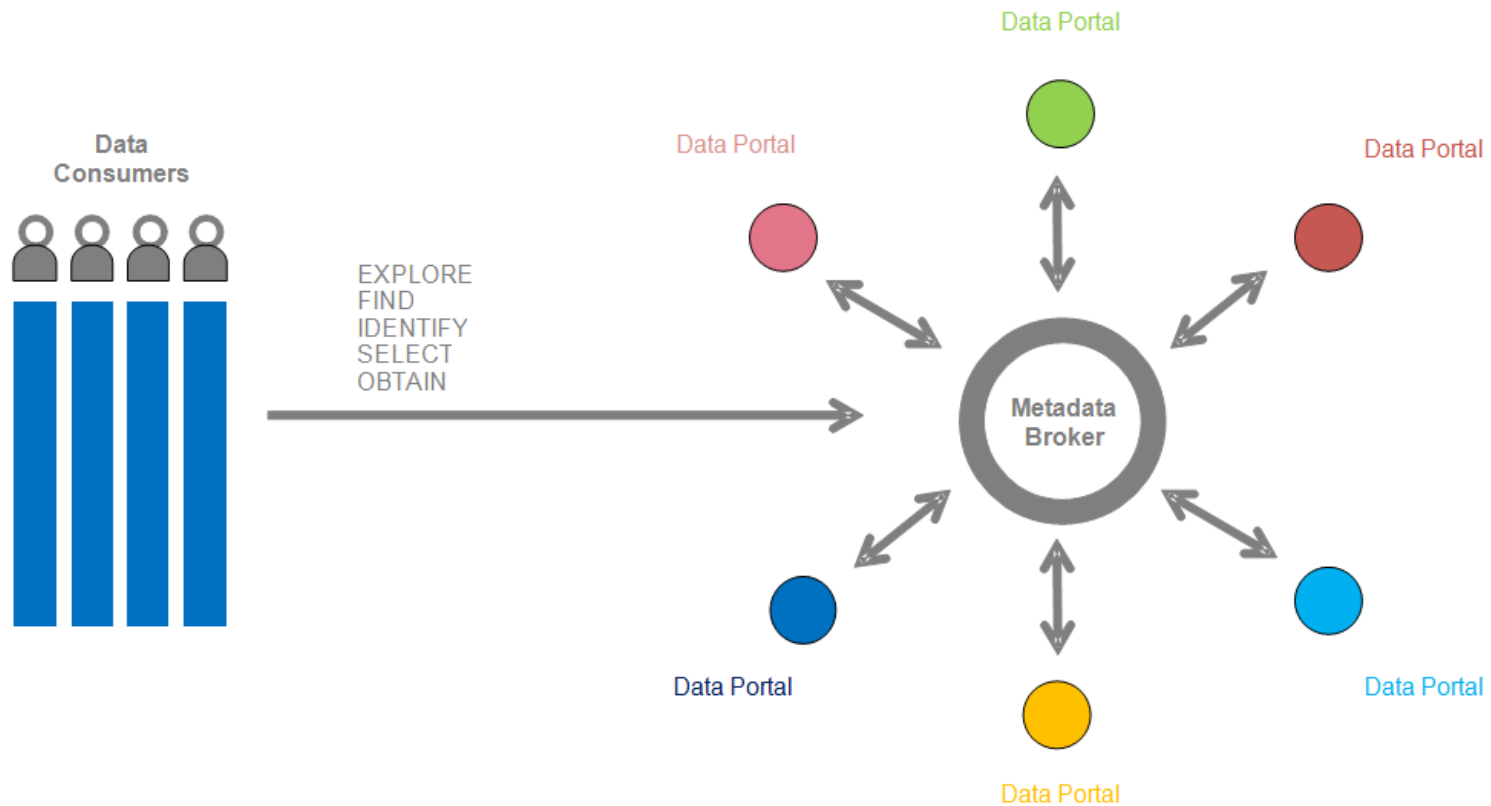 Data Portal
Data
Consumers
Data Portal
Data Portal
EXPLORE
FIND
IDENTIFY
SELECT
OBTAIN
Metadata
Broker
Data Portal
Data Portal
Data Portal